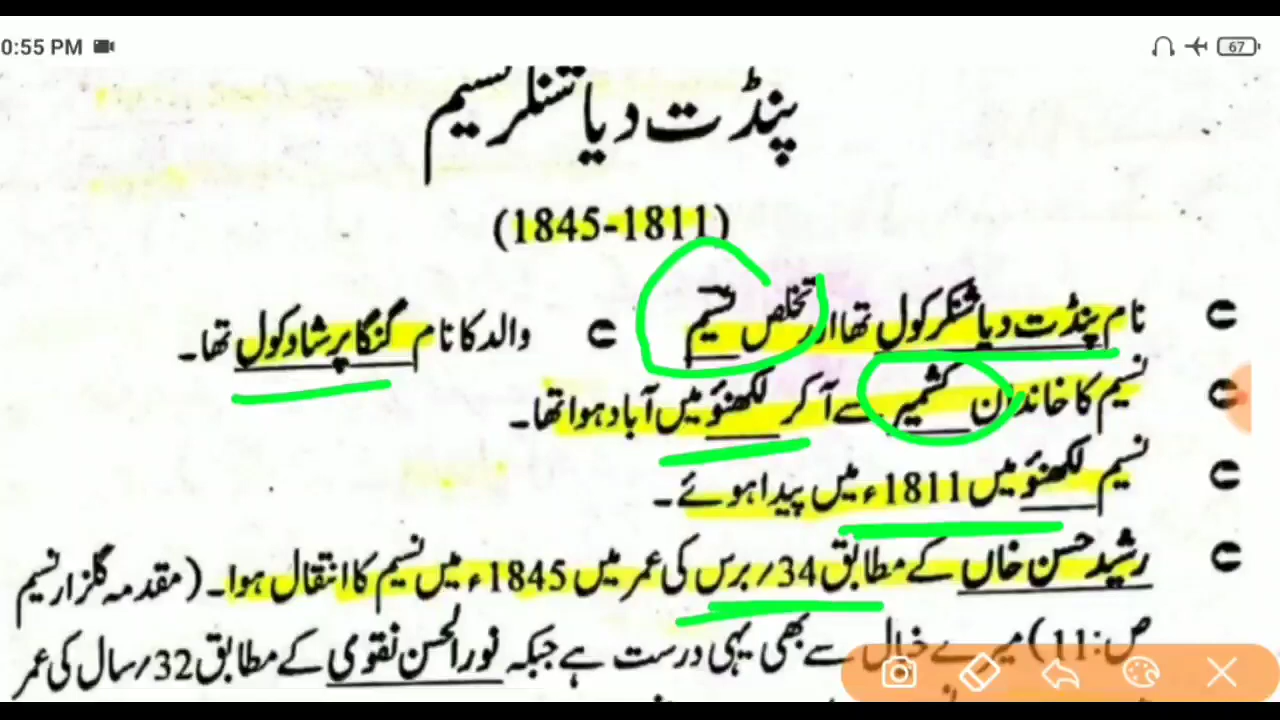 0:55 PM
67
پنڈت دیا شنکر نسیم
(1845-1811)
نام پنڈت دیا شنکر کول تھا اور تخلص نسیم
والد کا نام گنگا پرشاد کول تھا۔
نسیم کا خاندان کشمیر سے آ کر لکھنؤ میں آباد ہوا تھا۔
نسیم لکھنؤ میں 1811ء میں پیدا ہوئے۔
رشید حسن خاں کے مطابق 34/ برس کی عمر میں 1845ء میں نسیم کا انتقال ہوا۔ (مقدمہ گلزار نسیم
ص:11) میرے خیال سے بھی یہی درست ہے جبکہ نورالحسن نقوی کے مطابق 32/ سال کی عمر